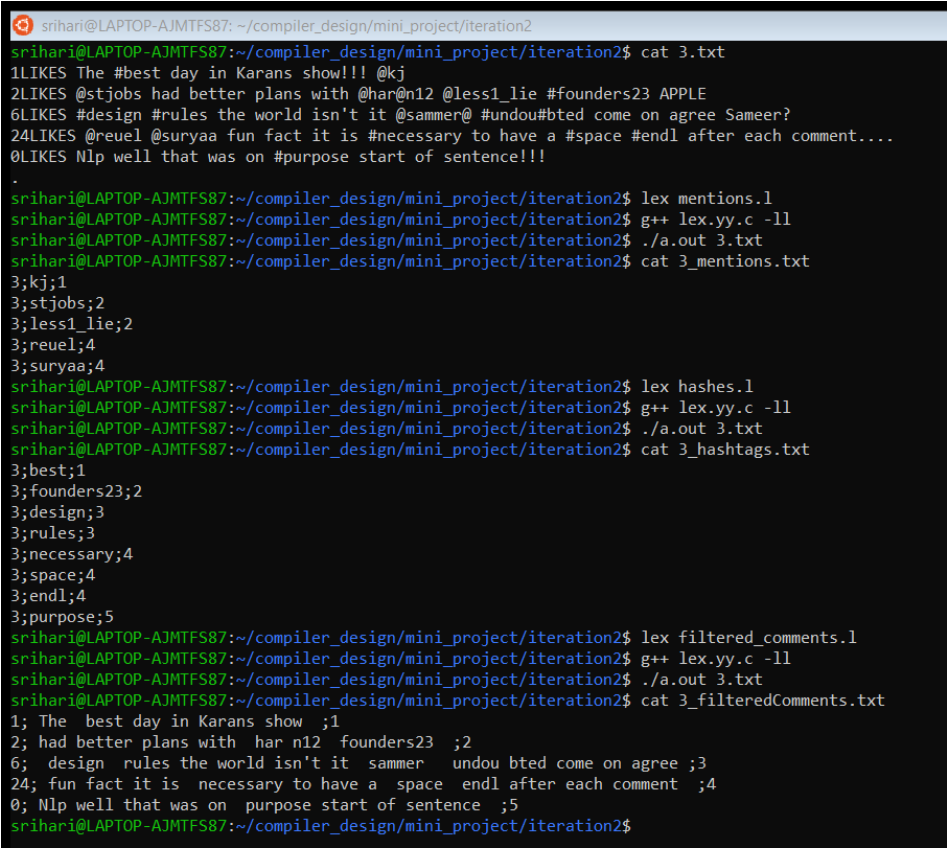 srihari@LAPTOP-AJMTFS87: ~/compiler_design/mini_project/iteration2
srihari@LAPTOP-AJMTFS87:~/compiler_design/mini_project/iteration2$ cat 3.txt
1LIKES The #best day in Karans show!!! @kj
2LIKES @stjobs had better plans with @har@n12 @less1_lie #founders23 APPLE
6LIKES #design #rules the world isn't it @sammer@ #undou#bted come on agree Sameer?
24LIKES @reuel @suryaa fun fact it is #necessary to have a #space #endl after each comment....
0LIKES Nlp well that was on #purpose start of sentence!!!
.
srihari@LAPTOP-AJMTFS87:~/compiler_design/mini_project/iteration2$ lex mentions.l
srihari@LAPTOP-AJMTFS87:~/compiler_design/mini_project/iteration2$ g++ lex.yy.c -ll
srihari@LAPTOP-AJMTFS87:~/compiler_design/mini_project/iteration2$ ./a.out 3.txt
srihari@LAPTOP-AJMTFS87:~/compiler_design/mini_project/iteration2$ cat 3_mentions.txt
3;kj;1
3;stjobs;2
3;less1_lie;2
3;reuel;4
3;suryaa;4
srihari@LAPTOP-AJMTFS87:~/compiler_design/mini_project/iteration2$ lex hashes.l
srihari@LAPTOP-AJMTFS87:~/compiler_design/mini_project/iteration2$ g++ lex.yy.c -ll
srihari@LAPTOP-AJMTFS87:~/compiler_design/mini_project/iteration2$ ./a.out 3.txt
srihari@LAPTOP-AJMTFS87:~/compiler_design/mini_project/iteration2$ cat 3_hashtags.txt
3;best;1
3;founders23;2
3;design;3
3;rules;3
3;necessary;4
3;space;4
3;endl;4
3;purpose;5
srihari@LAPTOP-AJMTFS87:~/compiler_design/mini_project/iteration2$ lex filtered_comments.l
srihari@LAPTOP-AJMTFS87:~/compiler_design/mini_project/iteration2$ g++ lex.yy.c -ll
srihari@LAPTOP-AJMTFS87:~/compiler_design/mini_project/iteration2$ ./a.out 3.txt
srihari@LAPTOP-AJMTFS87:~/compiler_design/mini_project/iteration2$ cat 3_filteredComments.txt
1; The  best day in Karans show  ;1
2; had better plans with  har n12  founders23  ;2
6;  design  rules the world isn't it  sammer   undou bted come on agree ;3
24; fun fact it is  necessary to have a  space  endl after each comment  ;4
0; Nlp well that was on  purpose start of sentence  ;5
srihari@LAPTOP-AJMTFS87:~/compiler_design/mini_project/iteration2$